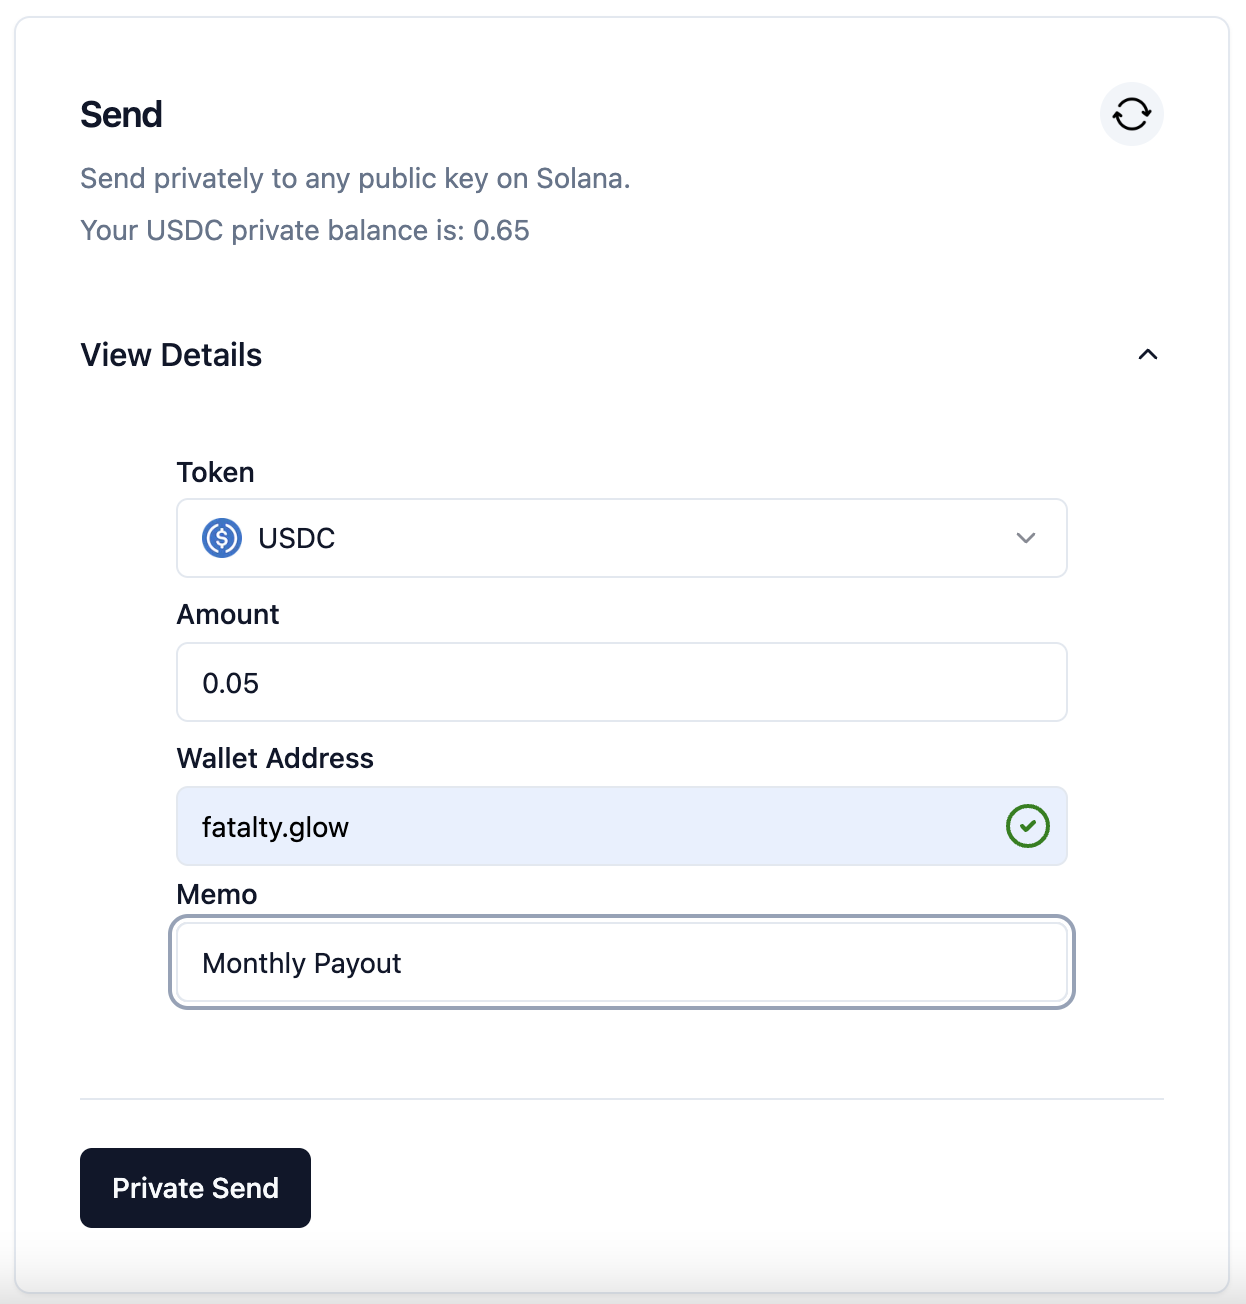 Send
Send privately to any public key on Solana.
Your USDC private balance is: 0.65
View Details
Token
USDC
Amount
0.05
Wallet Address
fatalty.glow
Memo
Monthly Payout
Private Send